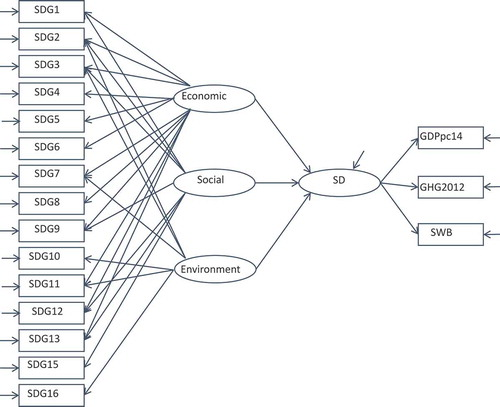 SDG1
SDG2
SDG3
SDG4
SDG5
SDG6
SDG7
SDG8
SDG9
SDG10
SDG11
SDG12
SDG13
SDG15
SDG16
Economic
Social
Environment
SD
GDPpc14
GHG2012
SWB